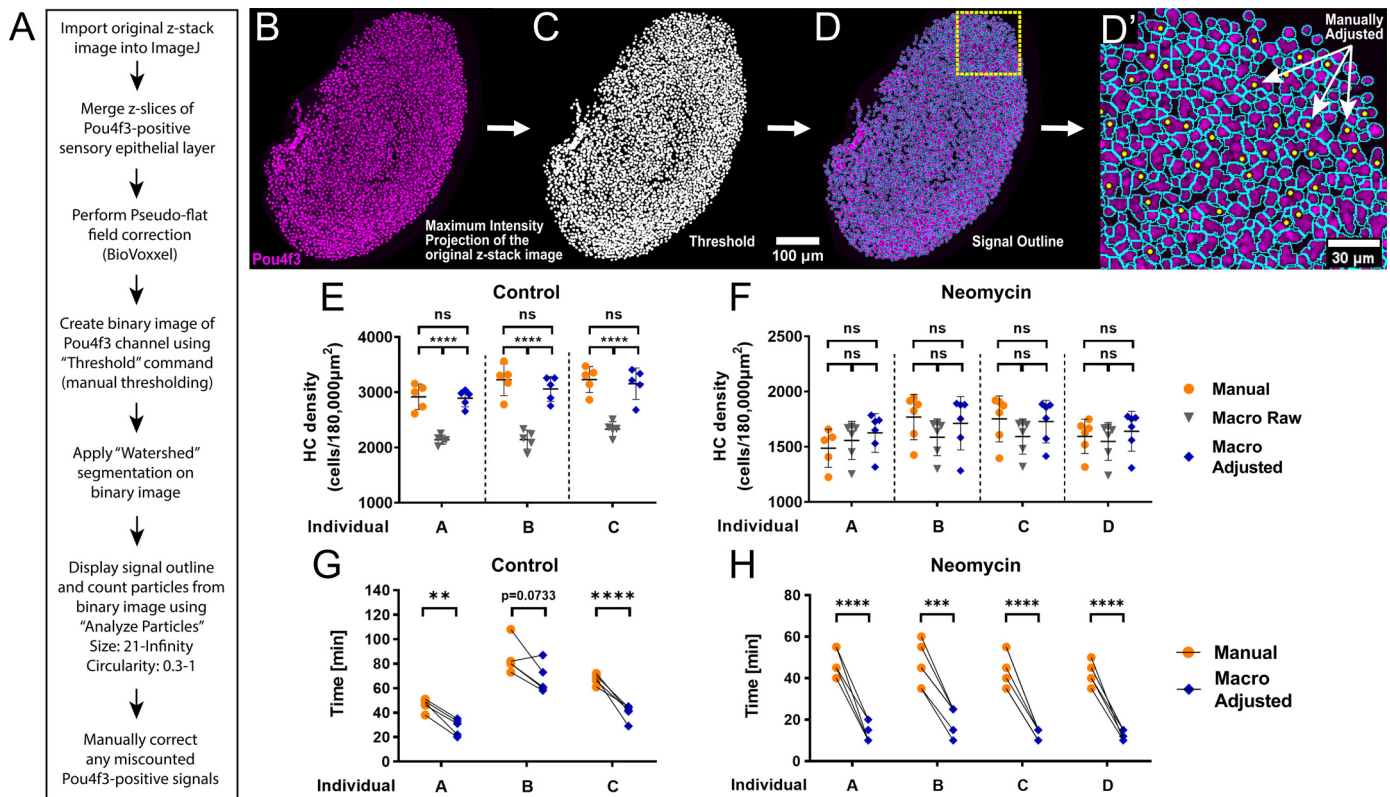 A
Import original z-stack
image into ImageJ
Merge z-slices of
Pou4f3-positive
sensory epithelial layer
Perform Pseudo-flat
field correction
(BioVoxxel)
Create binary image of
Pou4f3 channel using
“Threshold” command
(manual thresholding)
Apply “Watershed”
segmentation on
binary image
Display signal outline
and count particles from
binary image using
“Analyze Particles”
Size: 21-Infinity
Circularity: 0.3-1
Manually correct
any miscounted
Pou4f3-positive signals
B
Maximum Intensity
Projection of the
original z-stack image
Pou4f3
C
Threshold
100 µm
D
Signal Outline
D'
Manually
Adjusted
30 µm
E
Control
HC density
(cells/180,000µm²)
4000
3000
2000
1000
ns
ns
ns
****
****
****
Individual
A
B
C
F
Neomycin
HC density
(cells/180,000µm²)
2500
2000
1500
1000
ns
ns
ns
ns
ns
ns
ns
ns
Individual
A
B
C
D
Manual
Macro Raw
Macro
Adjusted
G
Control
Time [min]
140
120
100
80
60
40
20
0
**
p=0.0733
****
Individual
A
B
C
H
Neomycin
Time [min]
80
60
40
20
0
****
***
****
****
Individual
A
B
C
D
Manual
Macro
Adjusted